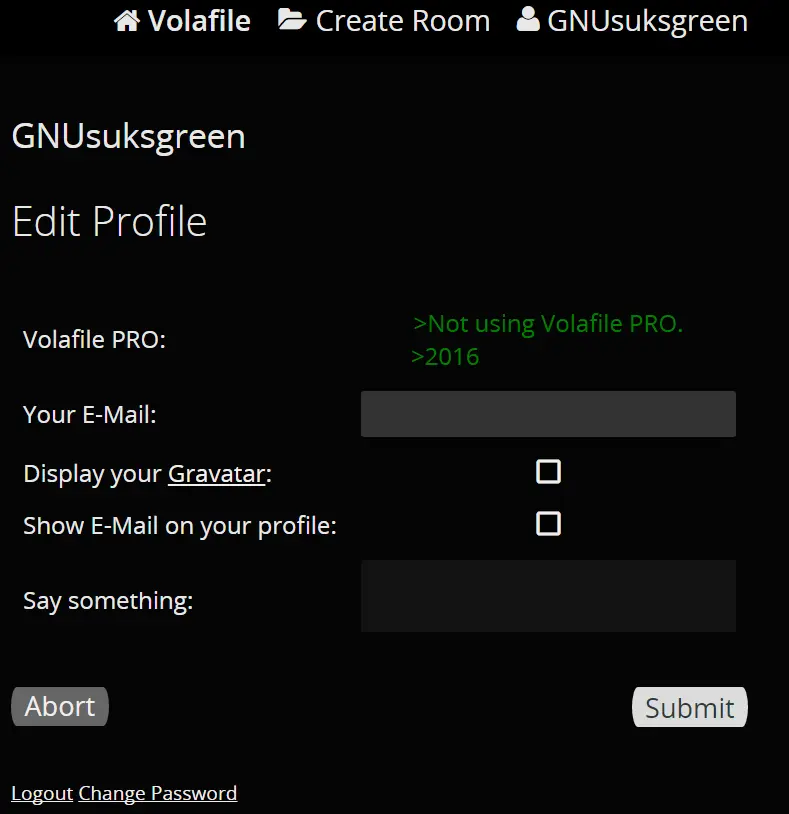 Volafile Create Room GNUsuksgreen
GNUsuksgreen
Edit Profile
Volafile PRO:
>Not using Volafile PRO.
>2016
Your E-Mail:
Display your Gravatar:
Show E-Mail on your profile:
Say something:
Abort Submit
Logout Change Password